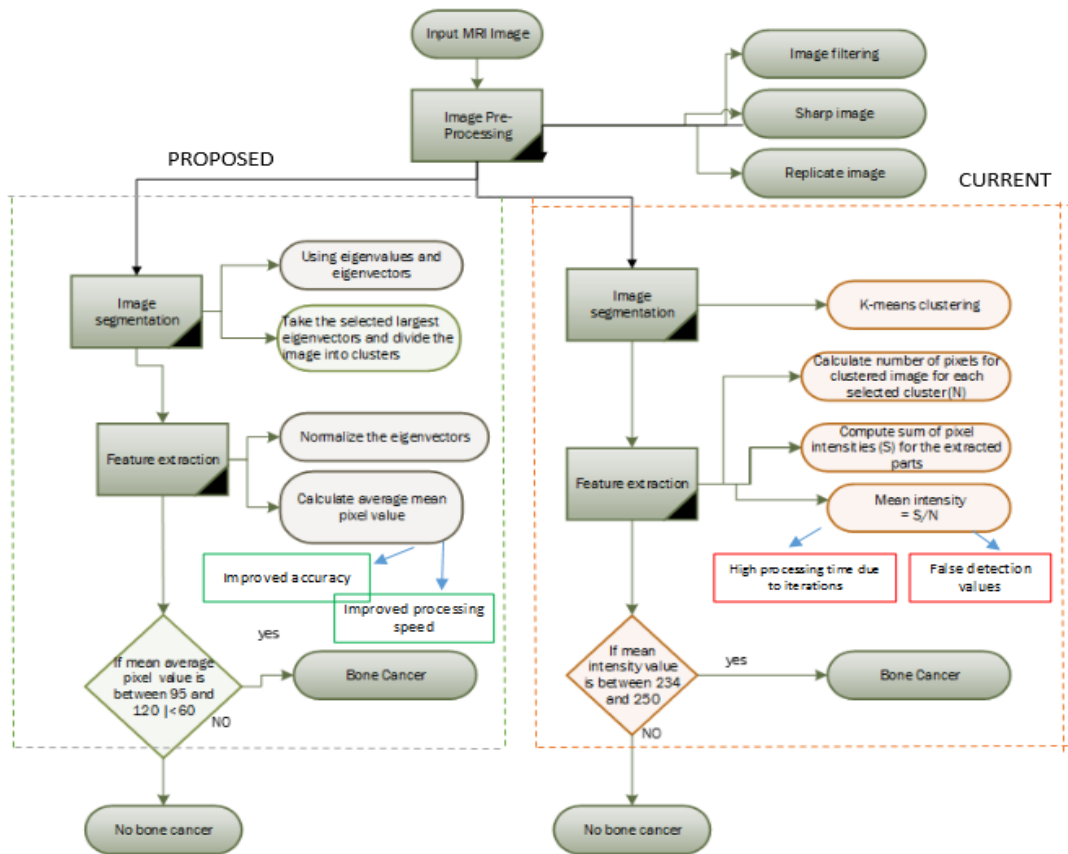 Input MRI Image
Image filtering
Image Pre-
Processing
Sharp image
Replicate image
PROPOSED
CURRENT
Image
segmentation
Using eigenvalues and
eigenvectors
Take the selected largest
eigenvectors and divide the
image into clusters
Feature extraction
Normalize the eigenvectors
Calculate average mean
pixel value
Improved accuracy
Improved processing
speed
If mean average
pixel value is
between 95 and
120 |<60
yes
NO
Bone Cancer
No bone cancer
Image
segmentation
K-means clustering
Calculate number of pixels for
clustered image for each
selected cluster(N)
Feature extraction
Compute sum of pixel
intensities (S) for the extracted
parts
Mean intensity
= S/N
High processing time due
to iterations
False detection
values
If mean
intensity value
is between 234
and 250
yes
NO
Bone Cancer
No bone cancer